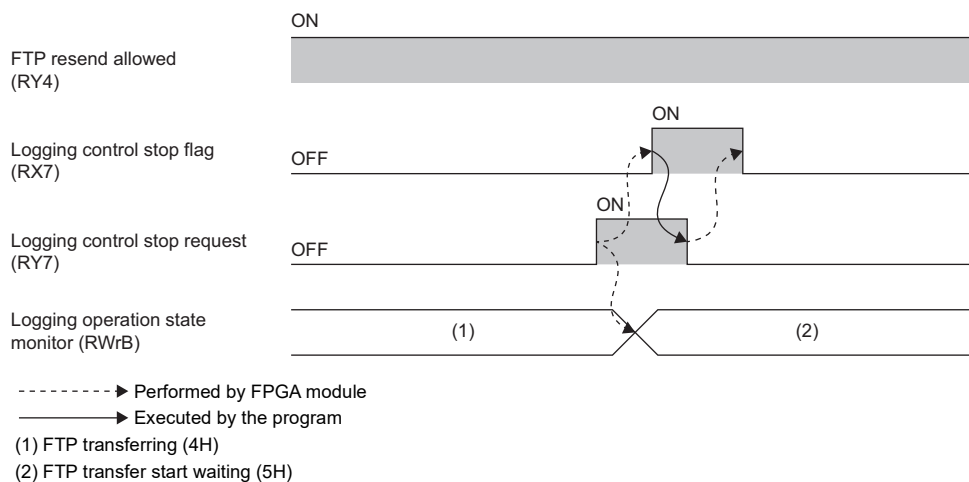 ON
FTP resend allowed
(RY4)
ON
Logging control stop flag
(RX7)
OFF
ON
Logging control stop request
(RY7)
OFF
Logging operation state
monitor (RWrB)
(1)
(2)
Performed by FPGA module
Executed by the program
(1) FTP transferring (4H)
(2) FTP transfer start waiting (5H)